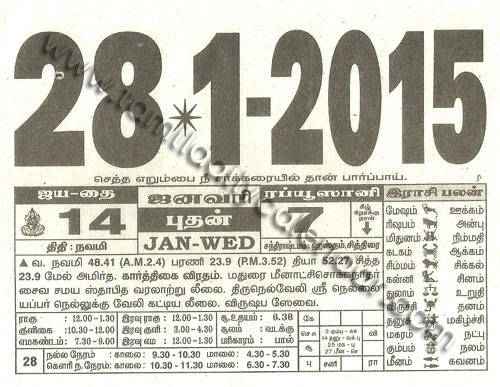 28-1-2015
செத்த எறும்பை நீ சர்க்கரையில் தான் பார்ப்பாய்.
ஜய-தை ஜனவரி ரப்யூஸானி இராசி பலன்
14 புதன் 7 கீழ் நோக்கு நாள்
திதி : நவமி JAN-WED சந்திராஷ்டமம்: ஹஸ்தம், சித்திரை
வ. நவமி 48.41 (A.M.2.4) பரணி 23.9 (P.M.3.52) தியா 52.27, சித்த
23.9 மேல் அமிர்த. கார்த்திகை விரதம். மதுரை மீனாட்சிசொக்கநாதர்
சைவ சமய ஸ்தாபித வரலாற்று லீலை. திருநெல்வேலி ஸ்ரீ நெல்லை
யப்பர் நெல்லுக்கு வேலி கட்டிய லீலை. விருஷப ஸேவை.
மேஷம் ஊக்கம்
ரிஷபம் அன்பு
மிதுனம் நிம்மதி
கடகம் ஆக்கம்
சிம்மம் சிக்கல்
கன்னி தனம்
துலாம் உறுதி
விருச் நலம்
தனுசு மகிழ்ச்சி
மகரம் நட்பு
கும்பம் தனம்
மீனம் கவனம்
ராகு : 12.00 -1.30 இரவு ராகு : 12.00 -1.30 சூ.உதயம் : 6.36
குளிகை :10.30 -12.00 இரவு குளி : 3.00 -4.30 சூலம் : வடக்கு
எமகண்டம் : 7.30 -9.00 இரவு எம : 1.30 -3.00 பரிகாரம் : பால்
28 நல்ல நேரம் : காலை: 9.30 - 10.30 மாலை: 4.30 - 5.30
கௌரி ந.நேரம்: காலை: 10.30 - 11.30 மாலை: 6.30 - 7.30
கே
செ சு 9 கும்ப - சுக் வி
14 தனு - வக் பு
ஆ 25 மக - பு
27 மீன - செ
பு சனி ரா